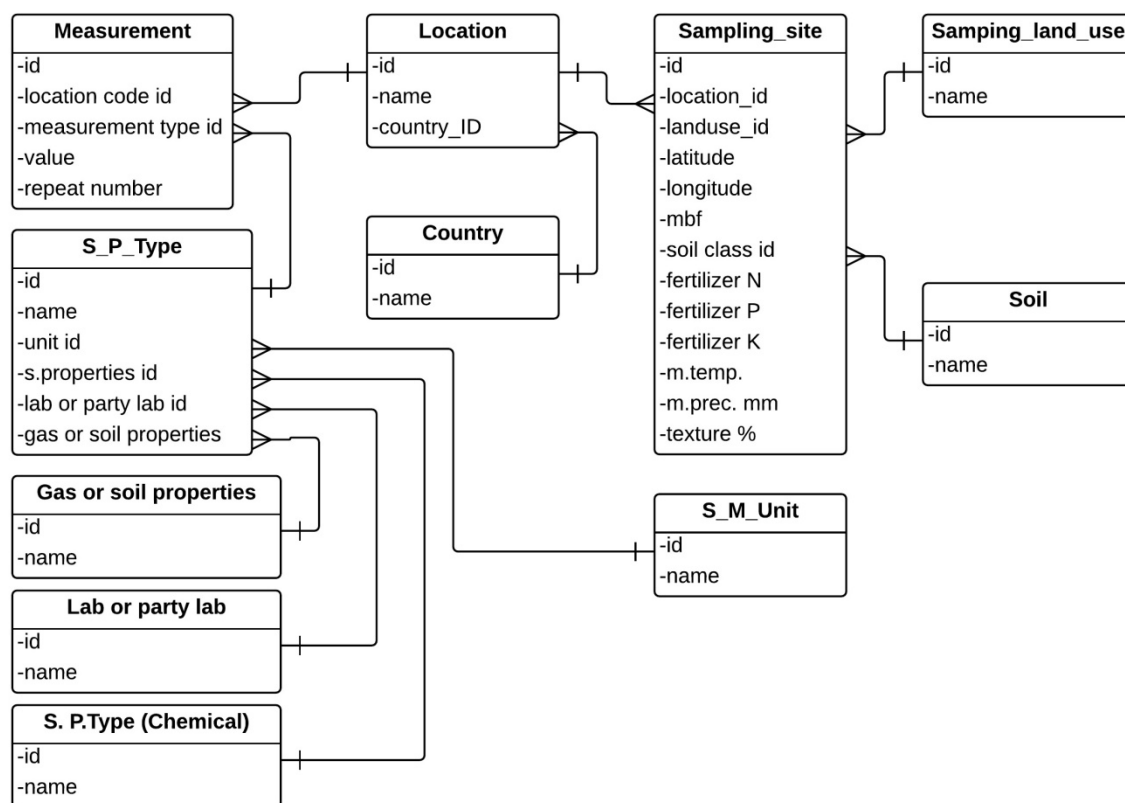 Measurement
-id
-location code id
-measurement type id
-value
-repeat number
Location
-id
-name
-country_ID
Sampling_site
-id
-location_id
-landuse_id
-latitude
-longitude
-mbf
-soil class id
-fertilizer N
-fertilizer P
-fertilizer K
-m.temp.
-m.prec. mm
-texture %
Samping_land_use
-id
-name
S_P_Type
-id
-name
-unit id
-s.properties id
-lab or party lab id
-gas or soil properties
Country
-id
-name
Soil
-id
-name
Gas or soil properties
-id
-name
S_M_Unit
-id
-name
Lab or party lab
-id
-name
S. P.Type (Chemical)
-id
-name